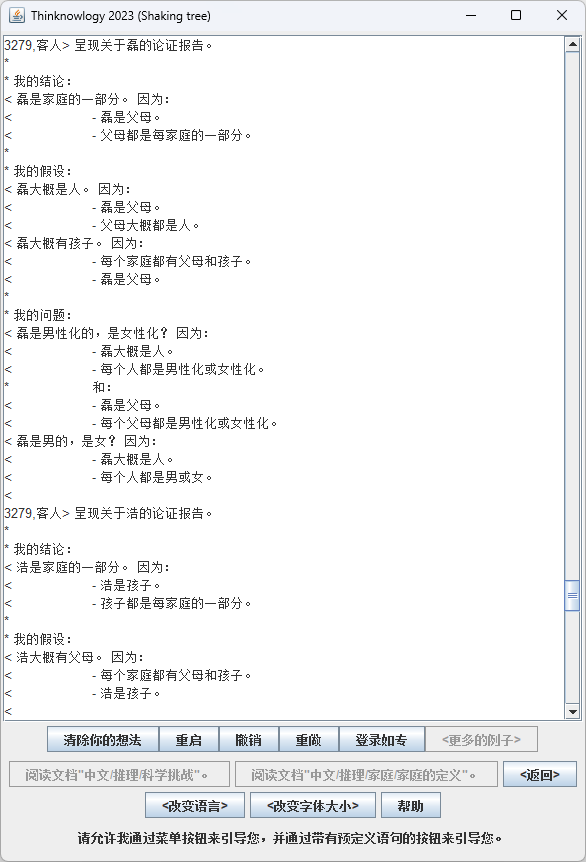 Thinknowlogy 2023 (Shaking tree)
3279,客人> 呈现关于磊的论证报告。
*
* 我的结论:
< 磊是家庭的一部分。 因为:
< - 磊是父母。
< - 父母都是每家庭的一部分。
*
* 我的假设:
< 磊大概是人。 因为:
< - 磊是父母。
< - 父母大概都是人。
< 磊大概有孩子。 因为:
< - 每个家庭都有父母和孩子。
< - 磊是父母。
*
* 我的问题:
< 磊是男性化的，是女性化? 因为:
< - 磊大概是人。
< - 每个人都是男性化或女性化。
* 和:
< - 磊是父母。
< - 每个父母都是男性化或女性化。
< 磊是男的，是女? 因为:
< - 磊大概是人。
< - 每个人都是男或女。
<
3279,客人> 呈现关于浩的论证报告。
*
* 我的结论:
< 浩是家庭的一部分。 因为:
< - 浩是孩子。
< - 孩子都是每家庭的一部分。
*
* 我的假设:
< 浩大概有父母。 因为:
< - 每个家庭都有父母和孩子。
< - 浩是孩子。
<
清除你的想法 重启 撤销 重做 登录如专 <更多的例子>
阅读文档"中文/推理/科学挑战"。 阅读文档"中文/推理/家庭/家庭的定义"。 <返回>
<改变语言> <改变字体大小> 帮助
请允许我通过菜单按钮来引导您，并通过带有预定义语句的按钮来引导您。